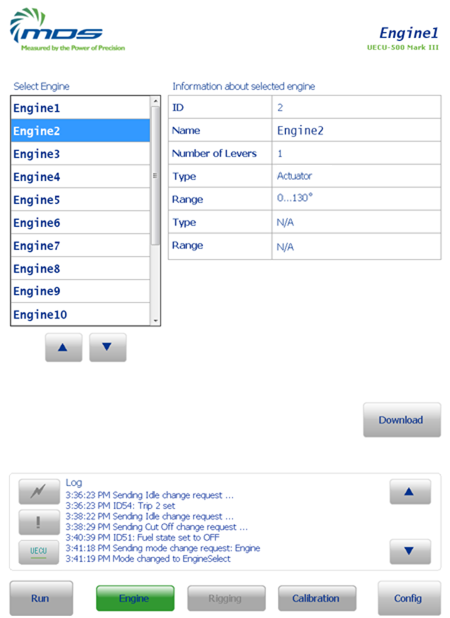 mds
Measured by the Power of Precision
Engine1
UECU-500 Mark III
Select Engine
Information about selected engine
Engine1
Engine2
Engine3
Engine4
Engine5
Engine6
Engine7
Engine8
Engine9
Engine10
ID 2
Name Engine2
Number of Levers 1
Type Actuator
Range 0...130°
Type N/A
Range N/A
Download
Log
3:36:23 PM Sending Idle change request ...
3:36:23 PM ID54: Trip 2 set
3:38:22 PM Sending Idle change request ...
3:38:29 PM Sending Cut Off change request ...
3:40:39 PM ID51: Fuel state set to OFF
3:41:18 PM Sending mode change request: Engine
3:41:19 PM Mode changed to EngineSelect
!
UECU
Run
Engine
Rigging
Calibration
Config